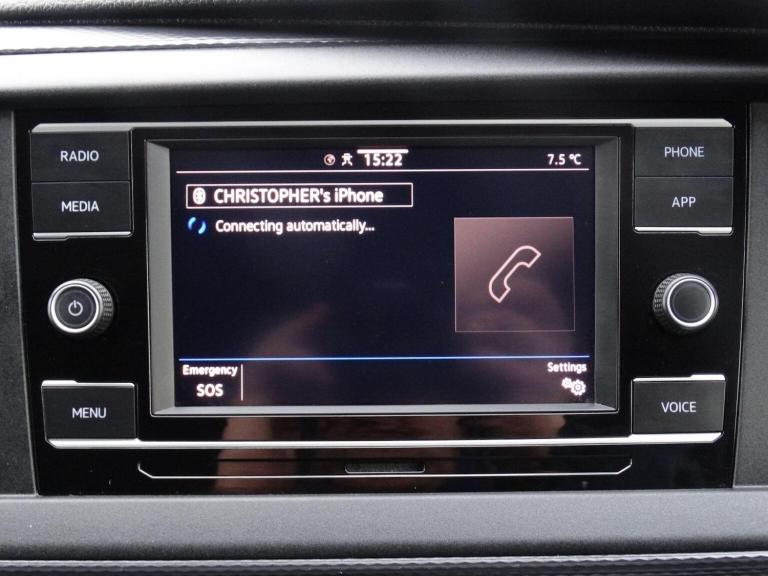 RADIO
MEDIA
MENU
15:22
7.5 °C
CHRISTOPHER's iPhone
Connecting automatically...
Emergency
SOS
Settings
PHONE
APP
VOICE